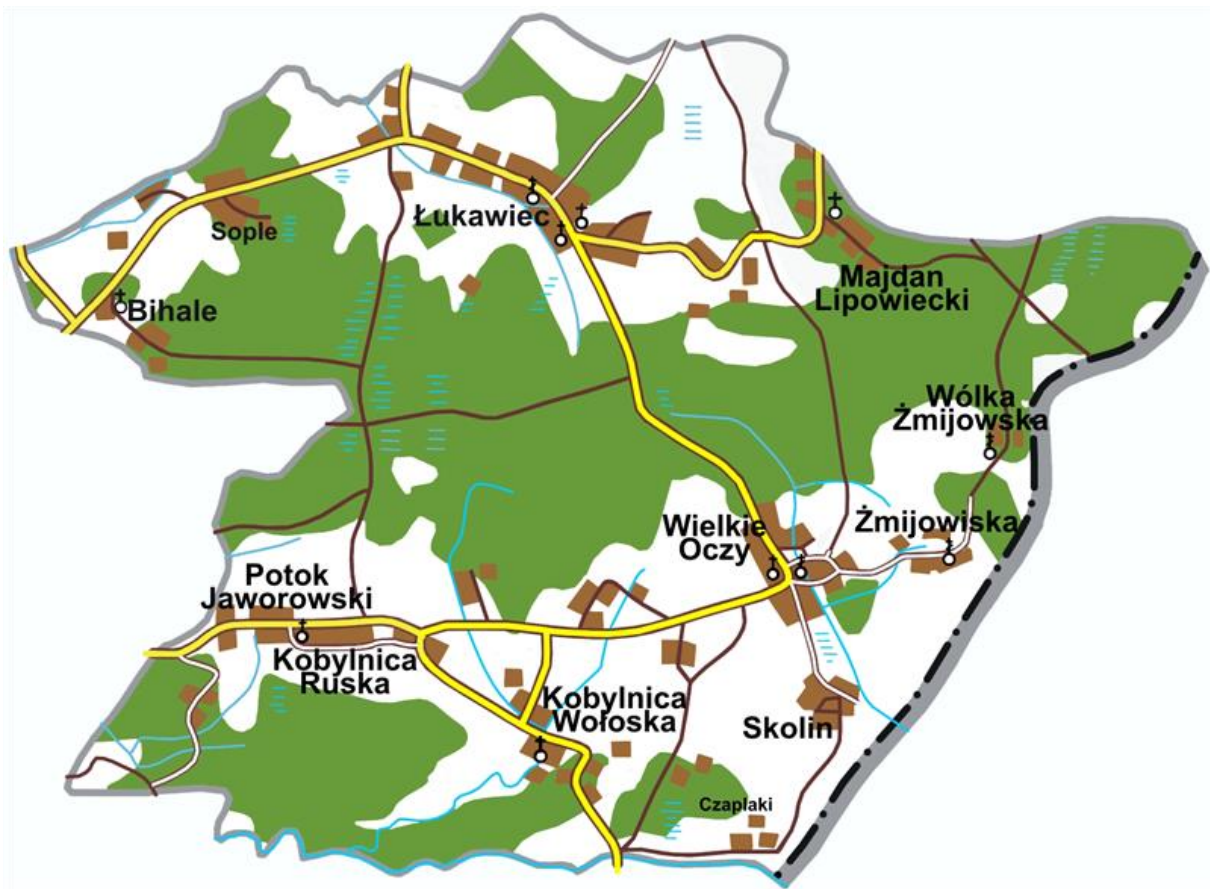 Łukawiec
Sople
Majdan
Lipowiecki
Bihale
Wólka
Żmijowska
Wielkie
Oczy
Żmijowiska
Potok
Jaworowski
Kobylnica
Ruska
Kobylnica
Wołoska
Skolin
Czaplaki